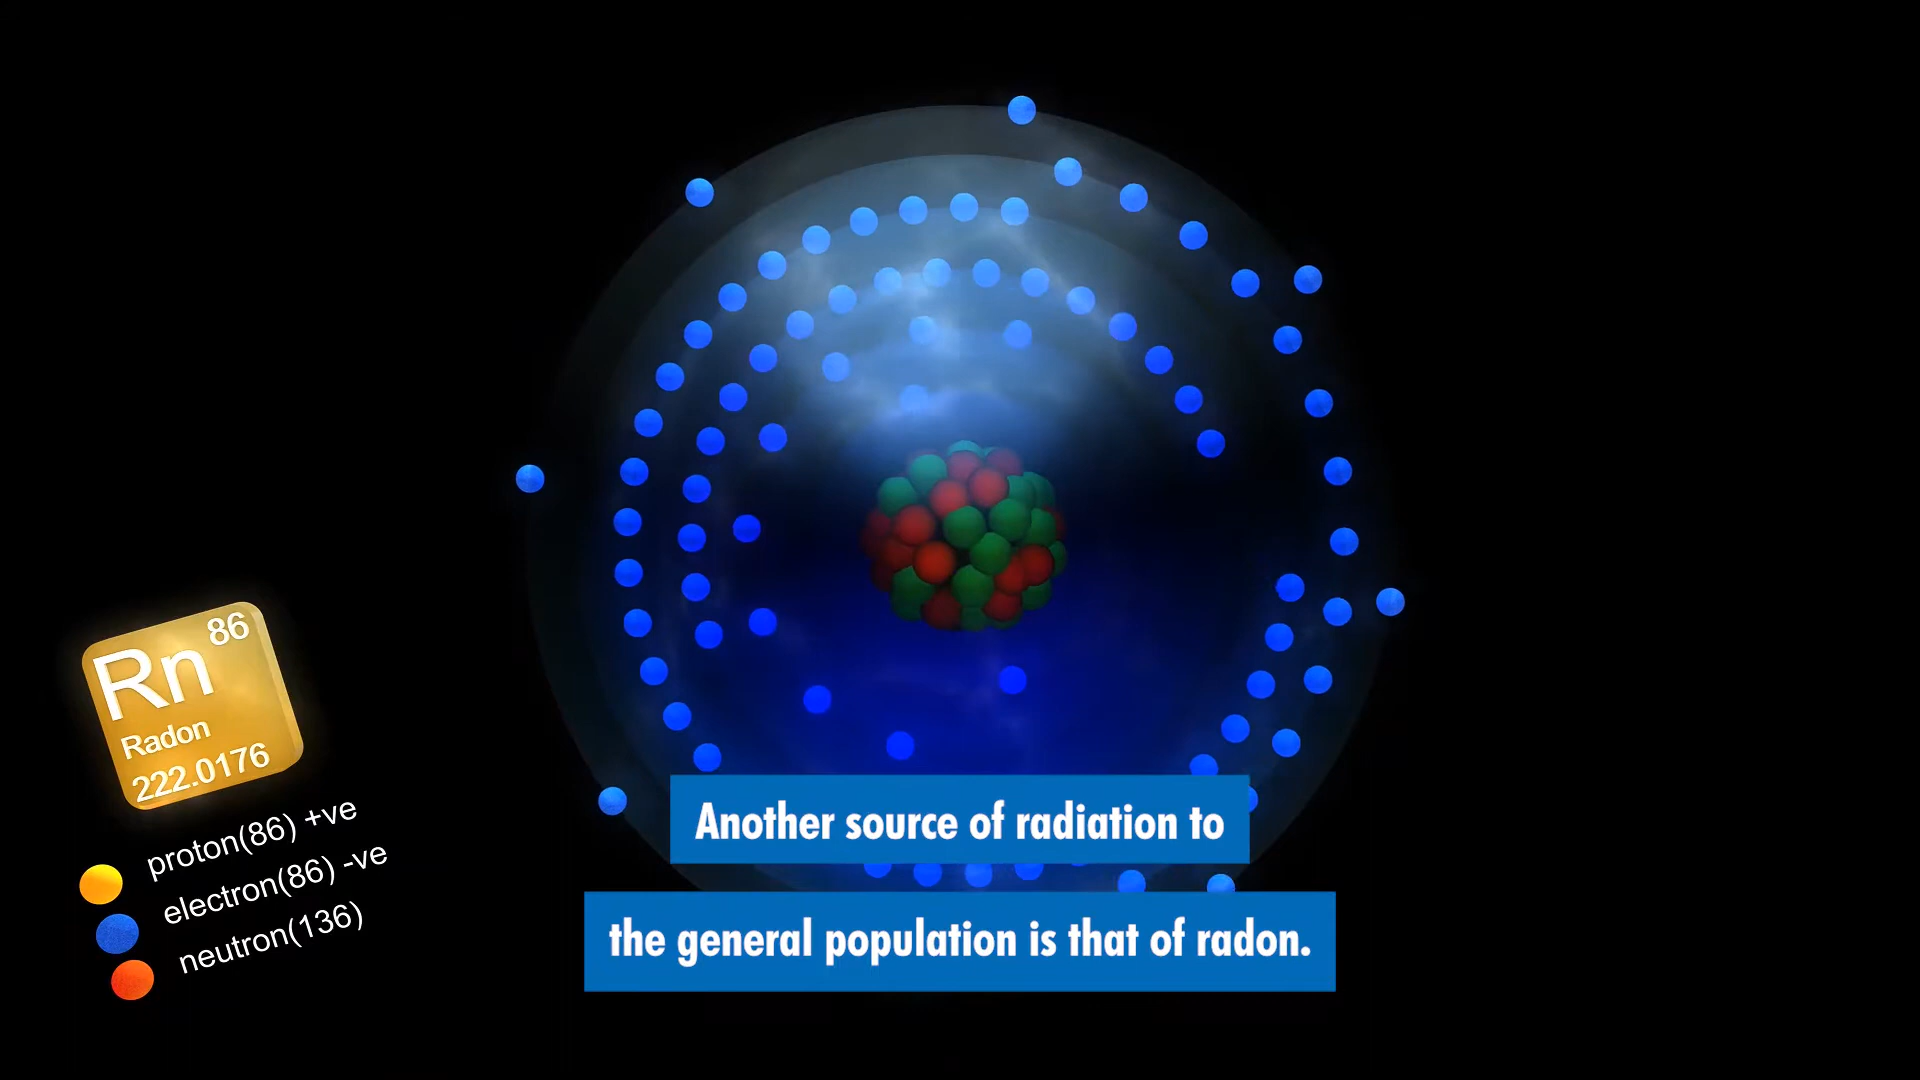 86
Rn
Radon
222.0176
proton(86) +ve
electron(86) -ve
neutron(136)
Another source of radiation to
the general population is that of radon.